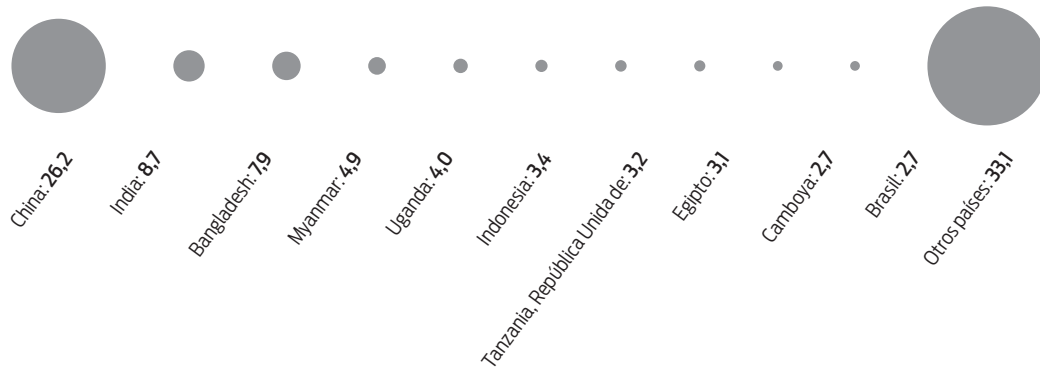 China: 26,2
India: 8,7
Bangladesh: 7,9
Myanmar: 4,9
Uganda: 4,0
Indonesia: 3,4
Tanzania, República Unida de: 3,2
Egipto: 3,1
Camboya: 2,7
Brasil: 2,7
Otros países: 33,1